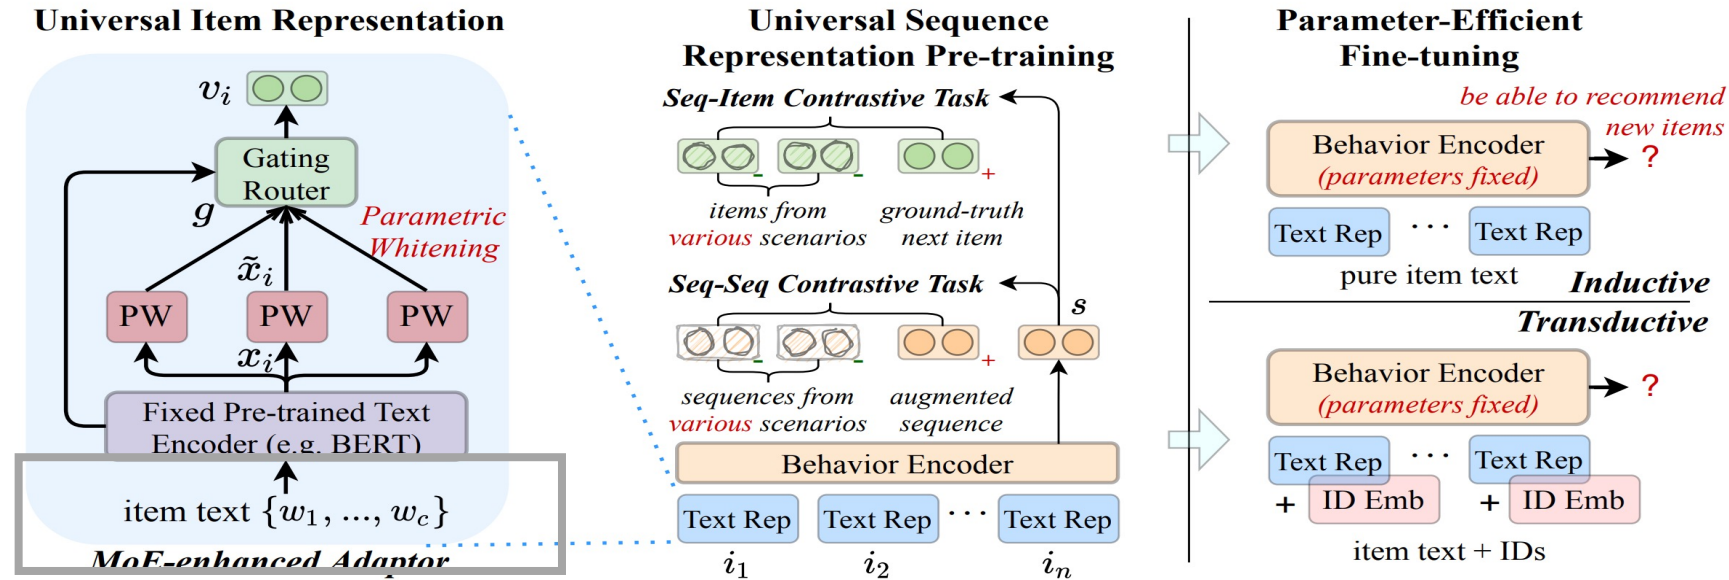 Universal Item Representation
v_i
Gating
Router
g
Parametric
Whitening
x̃_i
PW
PW
PW
x_i
Fixed Pre-trained Text
Encoder (e.g. BERT)
item text {w_1, ..., w_c}
MoE-enhanced Adaptor
Universal Sequence
Representation Pre-training
Seq-Item Contrastive Task
-
-
+
items from
various scenarios
ground-truth
next item
Seq-Seq Contrastive Task
s
-
-
+
sequences from
various scenarios
augmented
sequence
Behavior Encoder
Text Rep
Text Rep
...
Text Rep
i_1
i_2
i_n
Parameter-Efficient
Fine-tuning
be able to recommend
new items
Behavior Encoder
(parameters fixed)
?
Text Rep
...
Text Rep
pure item text
Inductive
Transductive
Behavior Encoder
(parameters fixed)
?
Text Rep
...
Text Rep
+ ID Emb
+ ID Emb
item text + IDs